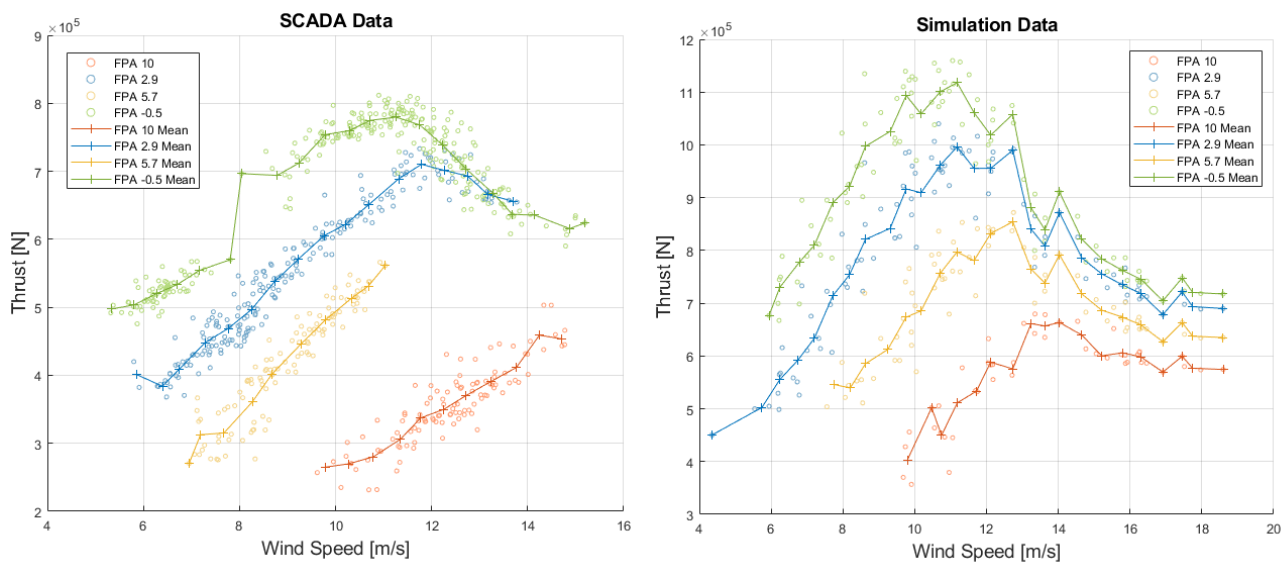 SCADA Data
×10⁵
9
8
7
6
5
4
3
2
Thrust [N]
4 6 8 10 12 14 16
Wind Speed [m/s]
FPA 10
FPA 2.9
FPA 5.7
FPA -0.5
FPA 10 Mean
FPA 2.9 Mean
FPA 5.7 Mean
FPA -0.5 Mean
Simulation Data
×10⁵
12
11
10
9
8
7
6
5
4
3
Thrust [N]
4 6 8 10 12 14 16 18 20
Wind Speed [m/s]
FPA 10
FPA 2.9
FPA 5.7
FPA -0.5
FPA 10 Mean
FPA 2.9 Mean
FPA 5.7 Mean
FPA -0.5 Mean